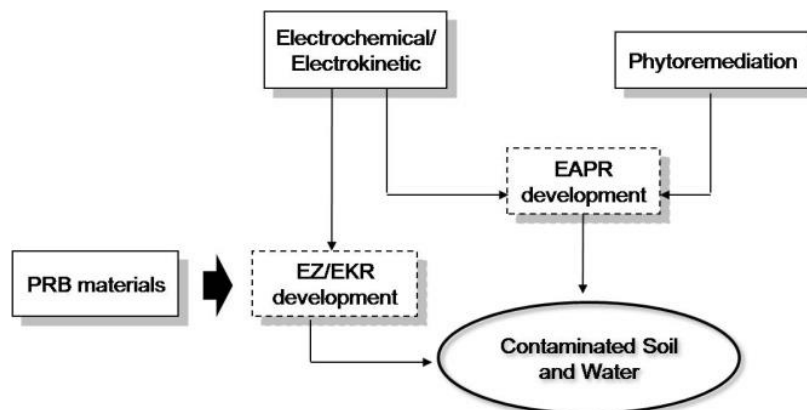 Electrochemical/
Electrokinetic
Phytoremediation
EAPR
development
PRB materials
EZ/EKR
development
Contaminated Soil
and Water